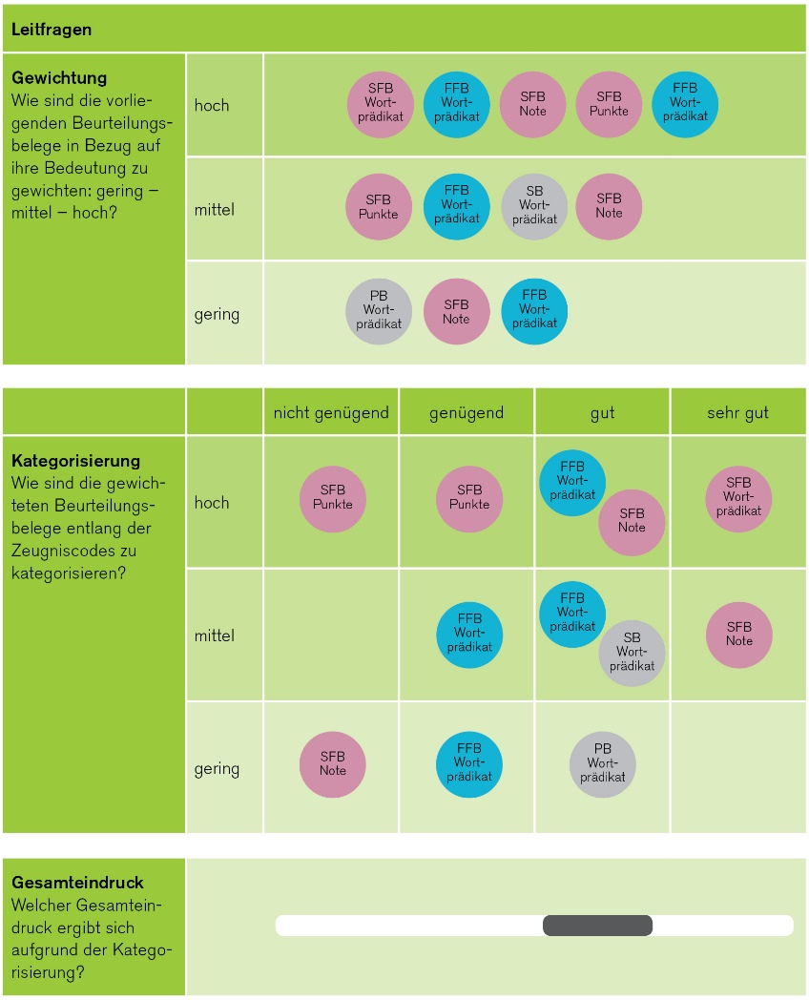 Leitfragen
Gewichtung
Wie sind die vorlie-
genden Beurteilungs-
belege in Bezug auf
ihre Bedeutung zu
gewichten: gering –
mittel – hoch?
hoch
SFB
Wort-
prädikat
FFB
Wort-
prädikat
SFB
Note
SFB
Punkte
FFB
Wort-
prädikat
mittel
SFB
Punkte
FFB
Wort-
prädikat
SB
Wort-
prädikat
SFB
Note
gering
PB
Wort-
prädikat
SFB
Note
FFB
Wort-
prädikat
nicht genügend
genügend
gut
sehr gut
Kategorisierung
Wie sind die gewich-
teten Beurteilungs-
belege entlang der
Zeugniscodes zu
kategorisieren?
hoch
SFB
Punkte
SFB
Punkte
FFB
Wort-
prädikat
SFB
Note
SFB
Wort-
prädikat
mittel
FFB
Wort-
prädikat
FFB
Wort-
prädikat
SB
Wort-
prädikat
SFB
Note
gering
SFB
Note
FFB
Wort-
prädikat
PB
Wort-
prädikat
Gesamteindruck
Welcher Gesamtein-
druck ergibt sich
aufgrund der Katego-
risierung?